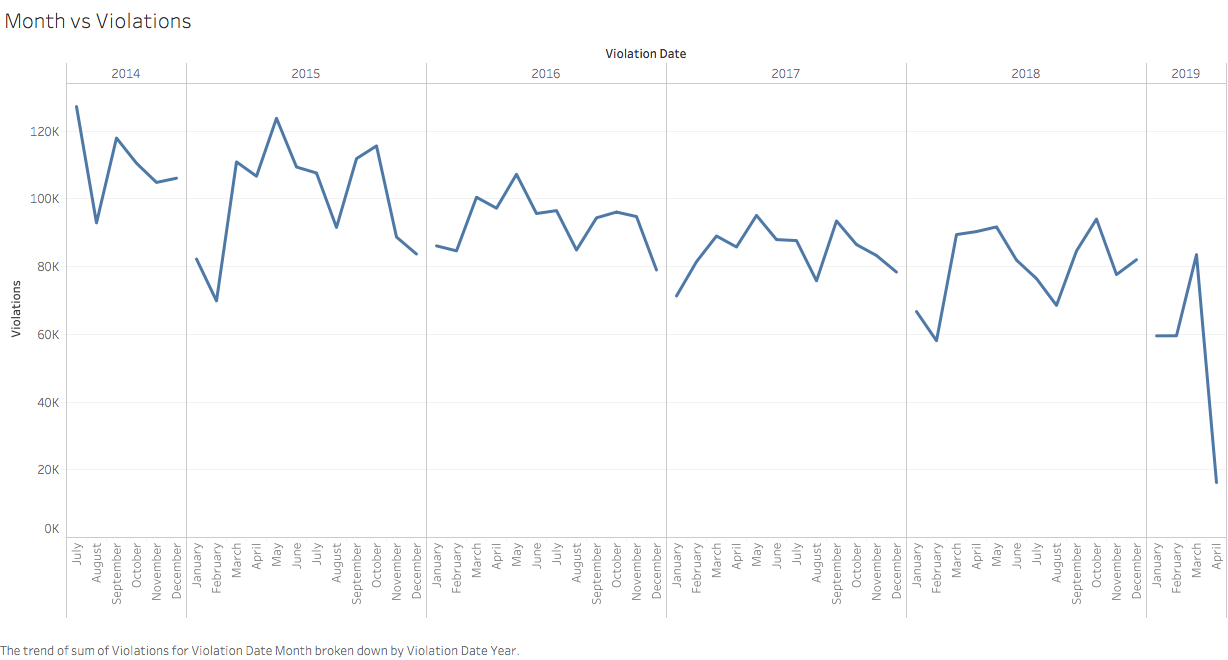 Month vs Violations
Violation Date
2014 2015 2016 2017 2018 2019
Violations
120K
100K
80K
60K
40K
20K
0K
July August September October November December January February March April May June July August September October November December January February March April May June July August September October November December January February March April May June July August September October November December January February March April May June July August September October November December January February March April
The trend of sum of Violations for Violation Date Month broken down by Violation Date Year.